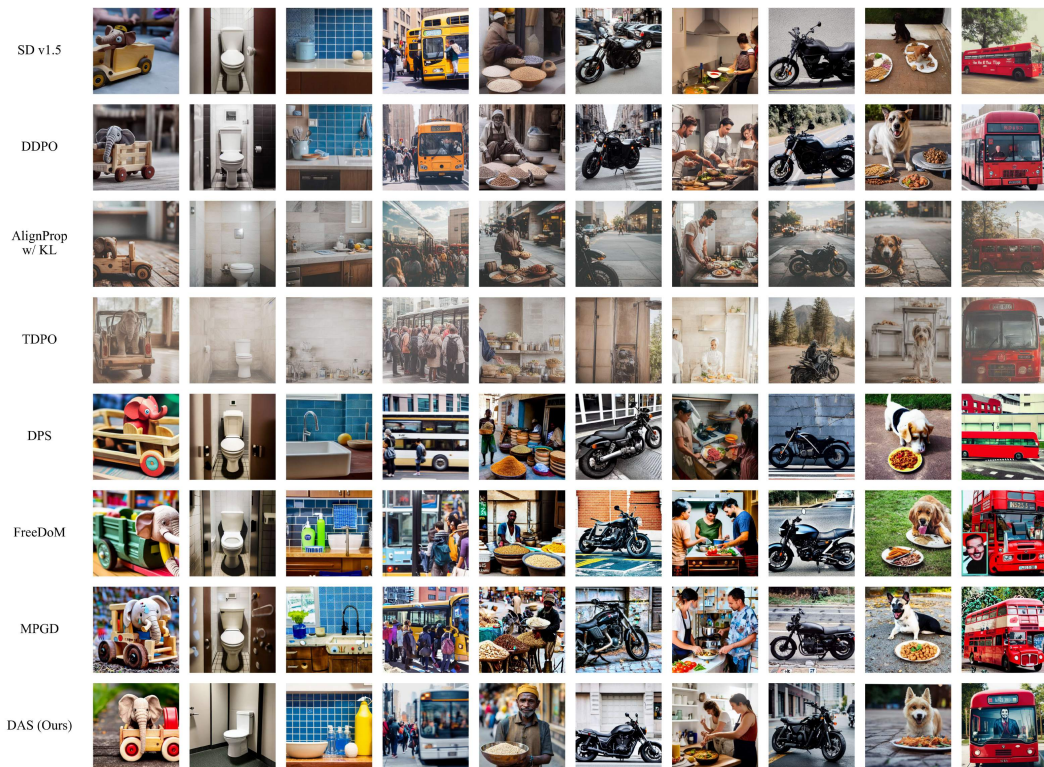 SD v1.5
DDPO
AlignProp
w/ KL
TDPO
DPS
FreeDoM
MPGD
DAS (Ours)